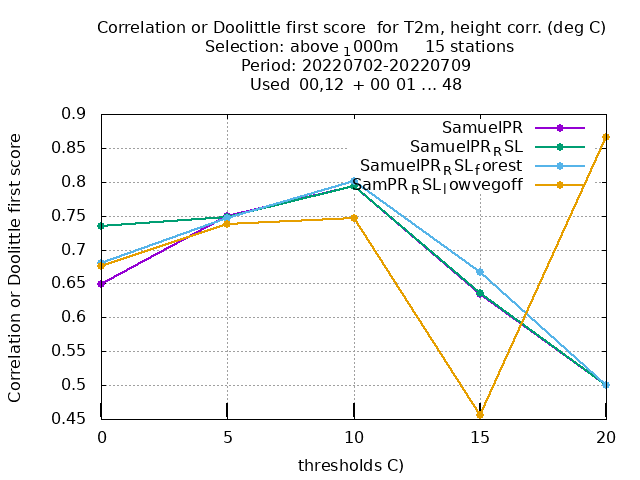 Correlation or Doolittle first score  for T2m, height corr. (deg C)
Selection: above ₁000m     15 stations
Period: 20220702-20220709
Used  00,12  + 00 01 ... 48
Correlation or Doolittle first score
0.9
0.85
0.8
0.75
0.7
0.65
0.6
0.55
0.5
0.45
SamuelPR
SamuelPR_RSL
SamuelPR_RSL_forest
SamPR_RSL_lowvegoff
0 5 10 15 20
thresholds C)